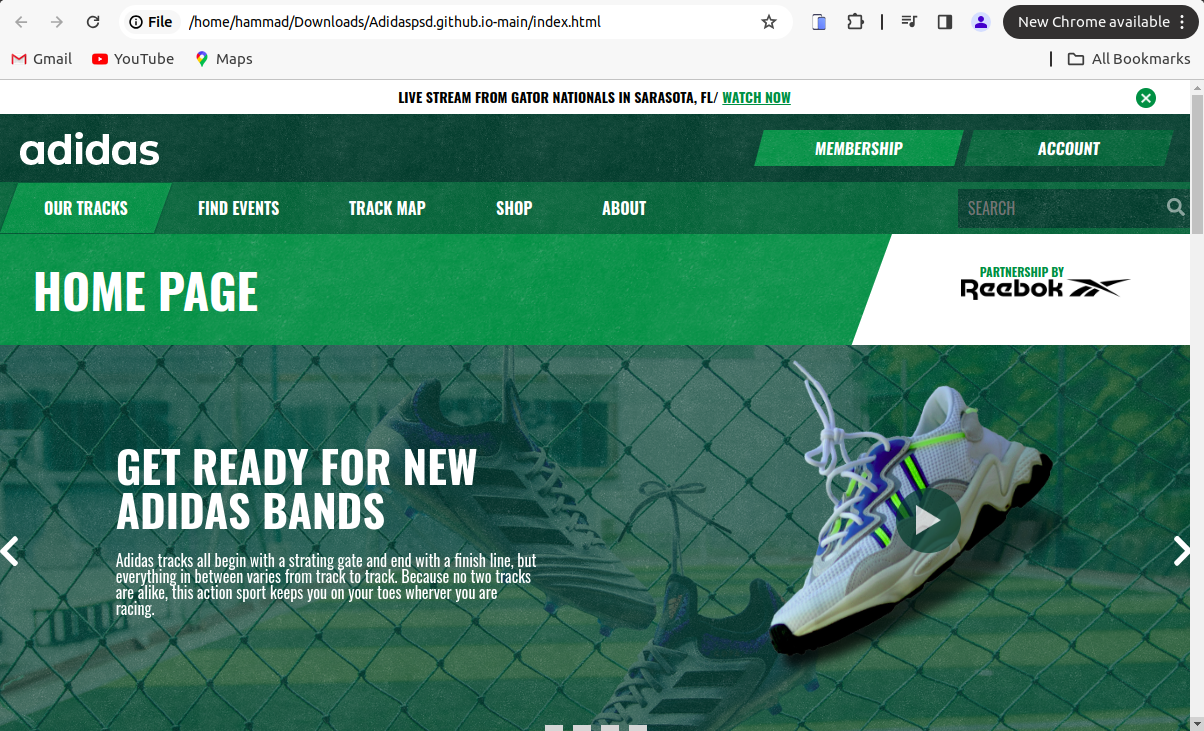 File
/home/hammad/Downloads/Adidaspsd.github.io-main/index.html
New Chrome available
Gmail
YouTube
Maps
All Bookmarks
LIVE STREAM FROM GATOR NATIONALS IN SARASOTA, FL/ WATCH NOW
adidas
MEMBERSHIP
ACCOUNT
OUR TRACKS
FIND EVENTS
TRACK MAP
SHOP
ABOUT
SEARCH
HOME PAGE
PARTNERSHIP BY
Reebok
GET READY FOR NEW
ADIDAS BANDS
Adidas tracks all begin with a strating gate and end with a finish line, but
everything in between varies from track to track. Because no two tracks
are alike, this action sport keeps you on your toes wherver you are
racing.